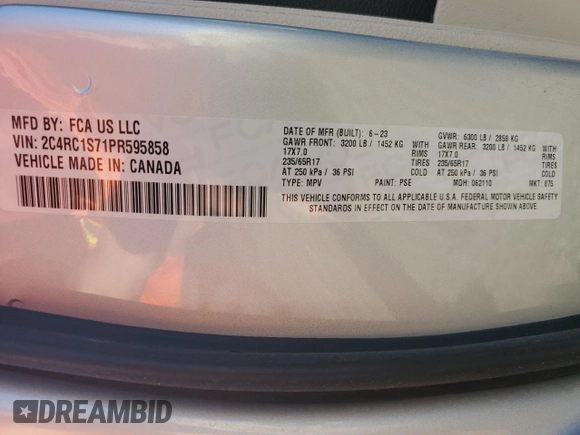 MFD BY: FCA US LLC
VIN: 2C4RC1S71PR595858
VEHICLE MADE IN: CANADA
DATE OF MFR (BUILT): 6-23 GVWR: 6300 LB / 2858 KG
GAWR FRONT: 3200 LB / 1452 KG WITH GAWR REAR: 3200 LB / 1452 KG WITH
17X7.0 RIMS 17X7.0 RIMS
235/65R17 TIRES 235/65R17 TIRES
AT 250 kPa / 36 PSI COLD AT 250 kPa / 36 PSI COLD
TYPE: MPV PAINT: PSE MDH: 062110 MKT: 875
THIS VEHICLE CONFORMS TO ALL APPLICABLE U.S.A. FEDERAL MOTOR VEHICLE SAFETY
STANDARDS IN EFFECT ON THE DATE OF MANUFACTURE SHOWN ABOVE.
DREAMBID